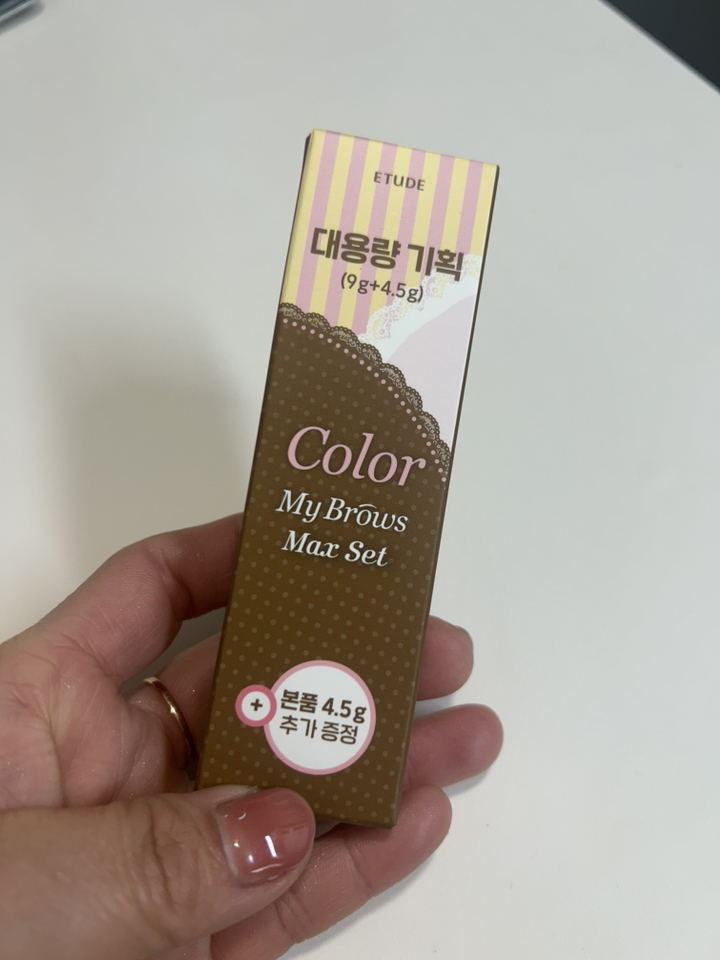 ETUDE
대용량 기획
(9g+4.5g)
Color
My Brows
Max Set
+
본품 4.5g
추가 증정